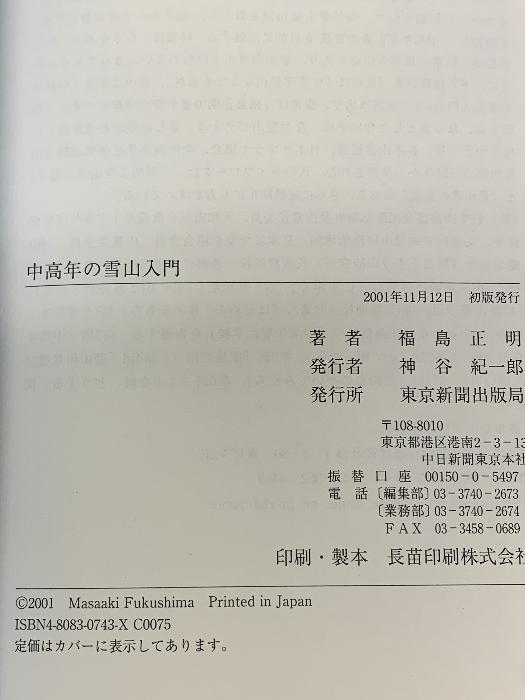 中高年の雪山入門
2001年11月12日 初版発行
著者 福島正明
発行者 神谷紀一郎
発行所 東京新聞出版局
〒108-8010
東京都港区港南2-3-13
中日新聞東京本社
振替口座 00150-0-5497
電話〔編集部〕03-3740-2673
〔業務部〕03-3740-2674
FAX 03-3458-0689
印刷・製本 長苗印刷株式会社
©2001 Masaaki Fukushima Printed in Japan
ISBN4-8083-0743-X C0075
定価はカバーに表示してあります。